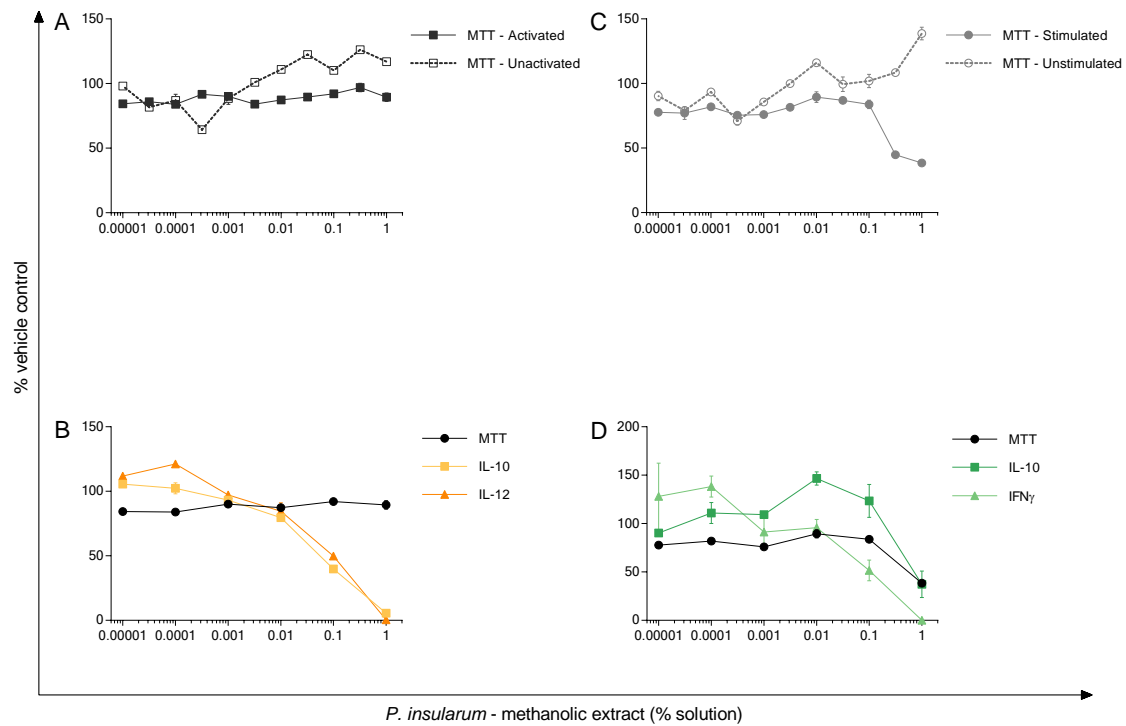 A
150
100
50
0
0.00001 0.0001 0.001 0.01 0.1 1
MTT - Activated
MTT - Unactivated
C
150
100
50
0
0.00001 0.0001 0.001 0.01 0.1 1
MTT - Stimulated
MTT - Unstimulated
% vehicle control
B
150
100
50
0
0.00001 0.0001 0.001 0.01 0.1 1
MTT
IL-10
IL-12
D
200
150
100
50
0
0.00001 0.0001 0.001 0.01 0.1 1
MTT
IL-10
IFNγ
P. insularum - methanolic extract (% solution)